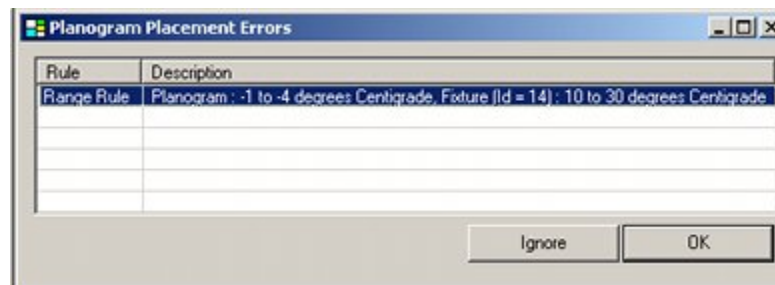 Planogram Placement Errors
Rule Description
Range Rule Planogram : -1 to -4 degrees Centigrade, Fixture (Id = 14) : 10 to 30 degrees Centigrade
Ignore OK